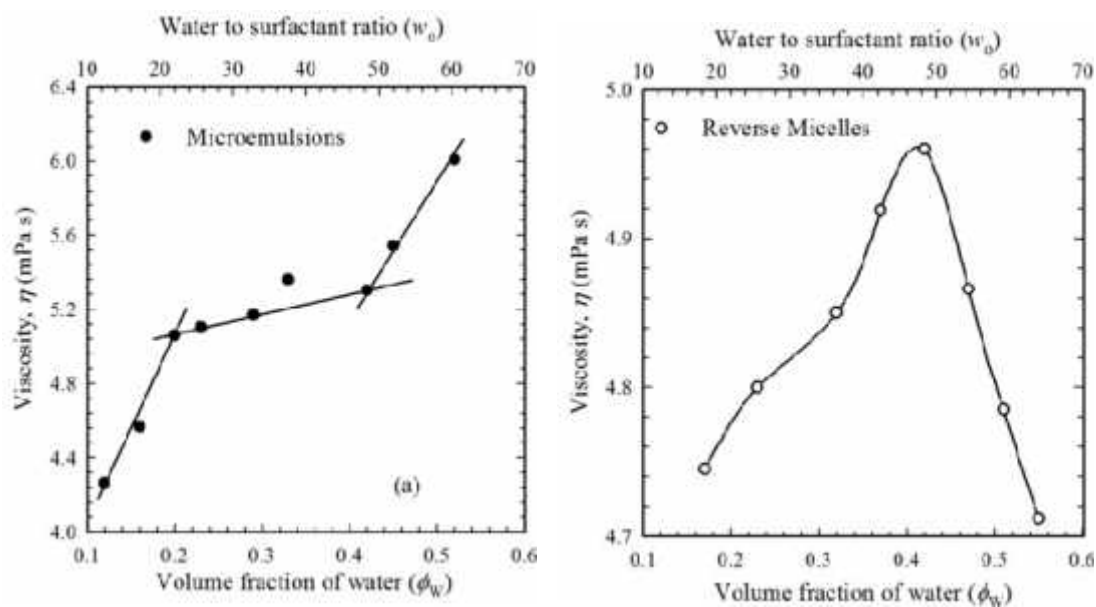 Water to surfactant ratio (wₒ)
10 20 30 40 50 60 70
6.4
6.0
5.6
5.2
4.8
4.4
4.0
Viscosity, η (mPa s)
Microemulsions
(a)
0.1 0.2 0.3 0.4 0.5 0.6
Volume fraction of water (ϕ_W)
Water to surfactant ratio (wₒ)
10 20 30 40 50 60 70
5.0
4.9
4.8
4.7
Viscosity, η (mPa s)
Reverse Micelles
0.1 0.2 0.3 0.4 0.5 0.6
Volume fraction of water (ϕ_W)